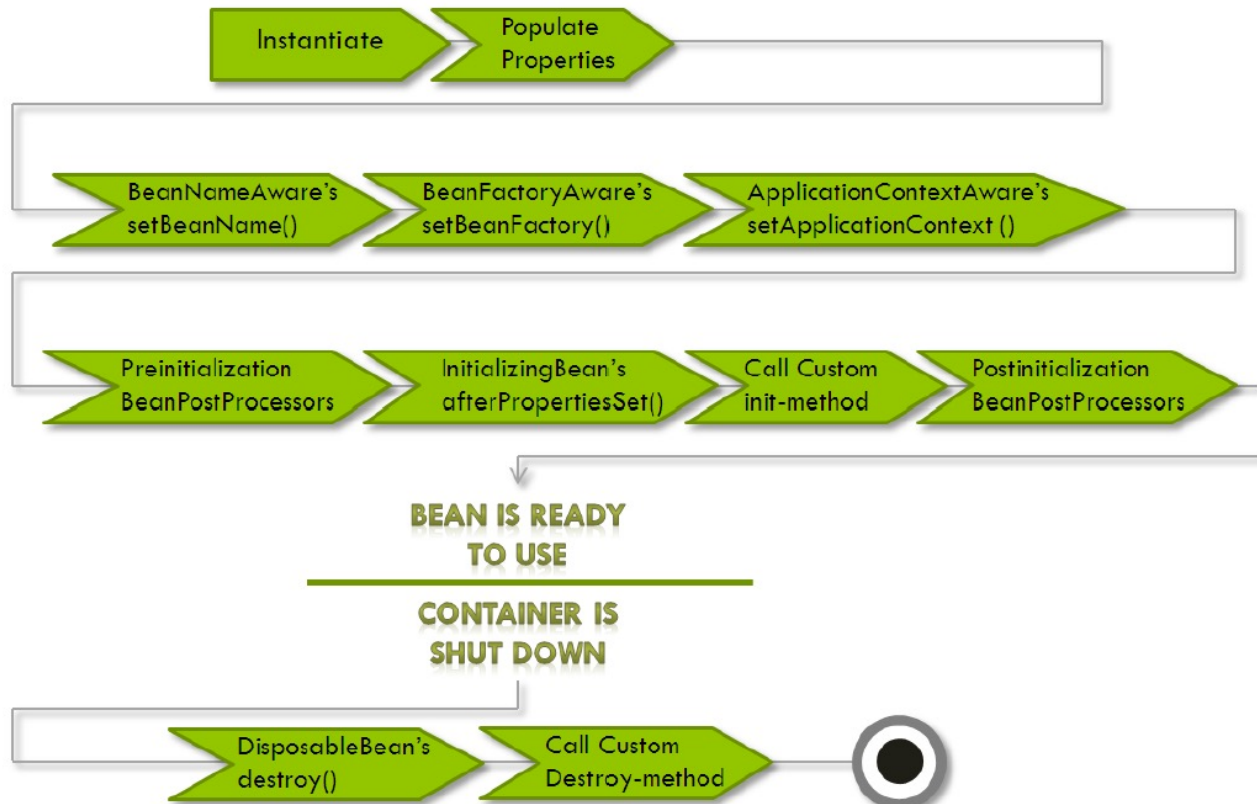 Instantiate
Populate
Properties
BeanNameAware's
setBeanName()
BeanFactoryAware's
setBeanFactory()
ApplicationContextAware's
setApplicationContext ()
Preinitialization
BeanPostProcessors
InitializingBean's
afterPropertiesSet()
Call Custom
init-method
Postinitialization
BeanPostProcessors
BEAN IS READY
TO USE
CONTAINER IS
SHUT DOWN
DisposableBean's
destroy()
Call Custom
Destroy-method